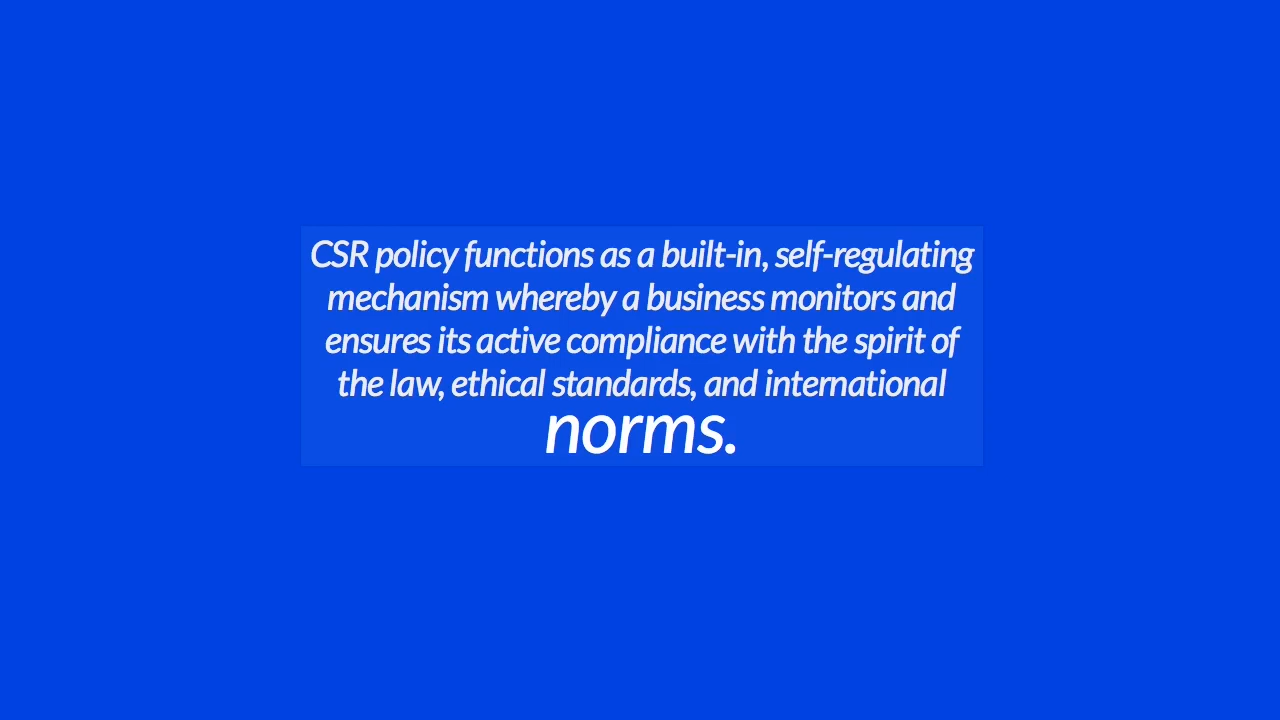 CSR policy functions as a built-in, self-regulating
mechanism whereby a business monitors and
ensures its active compliance with the spirit of
the law, ethical standards, and international
norms.